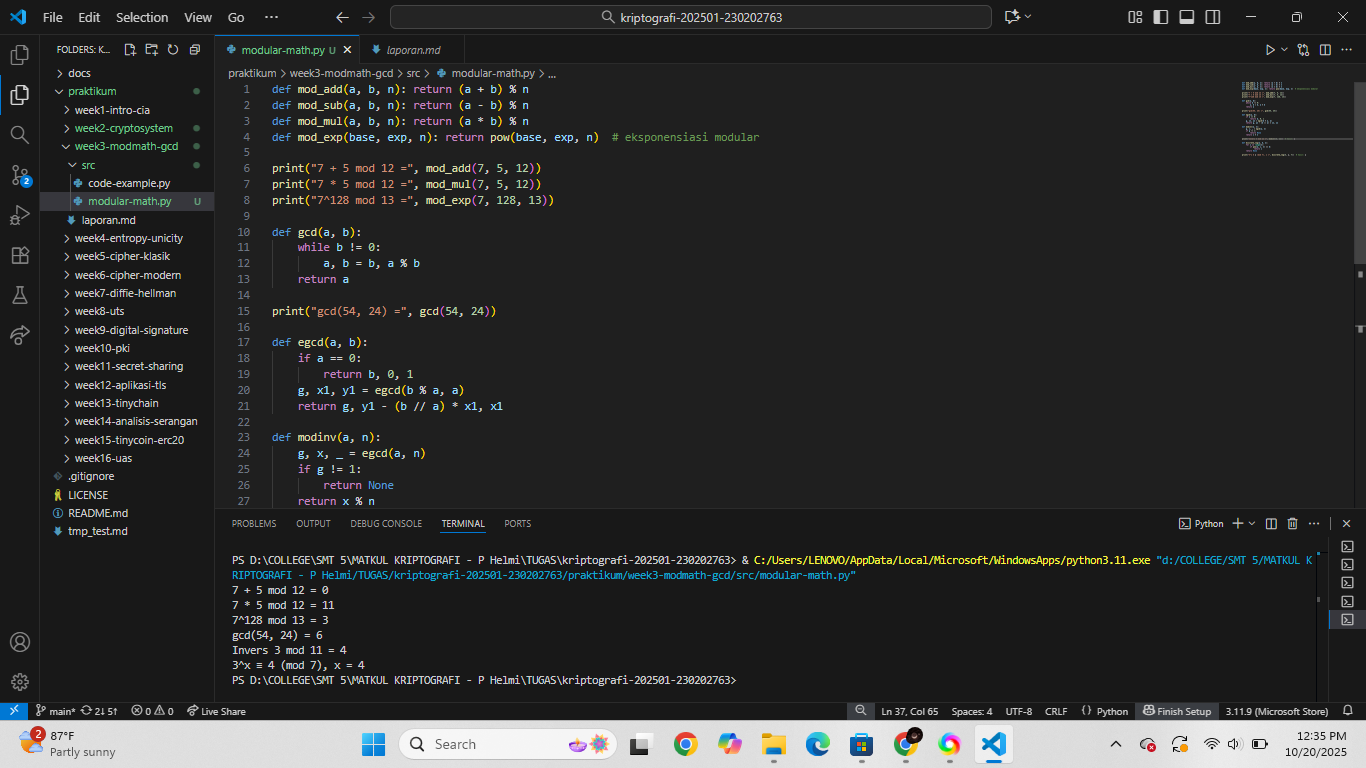 File Edit Selection View Go ··· kriptografi-202501-230202763
FOLDERS: K...
docs
praktikum
week1-intro-cia
week2-cryptosystem
week3-modmath-gcd
src
code-example.py
modular-math.py U
laporan.md
week4-entropy-unicity
week5-cipher-klasik
week6-cipher-modern
week7-diffie-hellman
week8-uts
week9-digital-signature
week10-pki
week11-secret-sharing
week12-aplikasi-tls
week13-tinychain
week14-analisis-serangan
week15-tinycoin-erc20
week16-uas
.gitignore
LICENSE
README.md
tmp_test.md
2
modular-math.py U laporan.md
praktikum > week3-modmath-gcd > src > modular-math.py > ...
1 def mod_add(a, b, n): return (a + b) % n
2 def mod_sub(a, b, n): return (a - b) % n
3 def mod_mul(a, b, n): return (a * b) % n
4 def mod_exp(base, exp, n): return pow(base, exp, n)  # eksponensiasi modular
5
6 print("7 + 5 mod 12 =", mod_add(7, 5, 12))
7 print("7 * 5 mod 12 =", mod_mul(7, 5, 12))
8 print("7^128 mod 13 =", mod_exp(7, 128, 13))
9
10 def gcd(a, b):
11     while b != 0:
12         a, b = b, a % b
13     return a
14
15 print("gcd(54, 24) =", gcd(54, 24))
16
17 def egcd(a, b):
18     if a == 0:
19         return b, 0, 1
20     g, x1, y1 = egcd(b % a, a)
21     return g, y1 - (b // a) * x1, x1
22
23 def modinv(a, n):
24     g, x, _ = egcd(a, n)
25     if g != 1:
26         return None
27     return x % n
PROBLEMS OUTPUT DEBUG CONSOLE TERMINAL PORTS Python
PS D:\COLLEGE\SMT 5\MATKUL KRIPTOGRAFI - P Helmi\TUGAS\kriptografi-202501-230202763> & C:/Users/LENOVO/AppData/Local/Microsoft/WindowsApps/python3.11.exe "d:/COLLEGE/SMT 5/MATKUL K
RIPTOGRAFI - P Helmi/TUGAS/kriptografi-202501-230202763/praktikum/week3-modmath-gcd/src/modular-math.py"
7 + 5 mod 12 = 0
7 * 5 mod 12 = 11
7^128 mod 13 = 3
gcd(54, 24) = 6
Invers 3 mod 11 = 4
3^x ≡ 4 (mod 7), x = 4
PS D:\COLLEGE\SMT 5\MATKUL KRIPTOGRAFI - P Helmi\TUGAS\kriptografi-202501-230202763>
main* 2↓ 5↑ 0 0 Live Share Ln 37, Col 65 Spaces: 4 UTF-8 CRLF {} Python Finish Setup 3.11.9 (Microsoft Store)
2
87°F
Partly sunny
Search
12:35 PM
10/20/2025